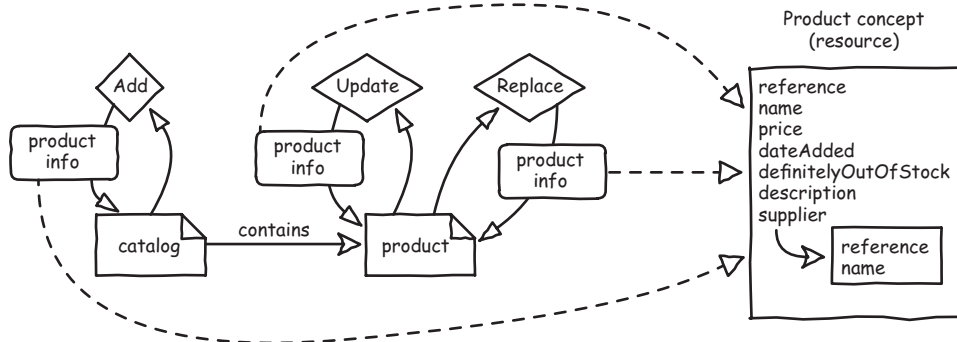 Product concept
(resource)
Add
Update
Replace
reference
name
price
dateAdded
definitelyOutOfStock
description
supplier
product
info
product
info
product
info
catalog
contains
product
reference
name